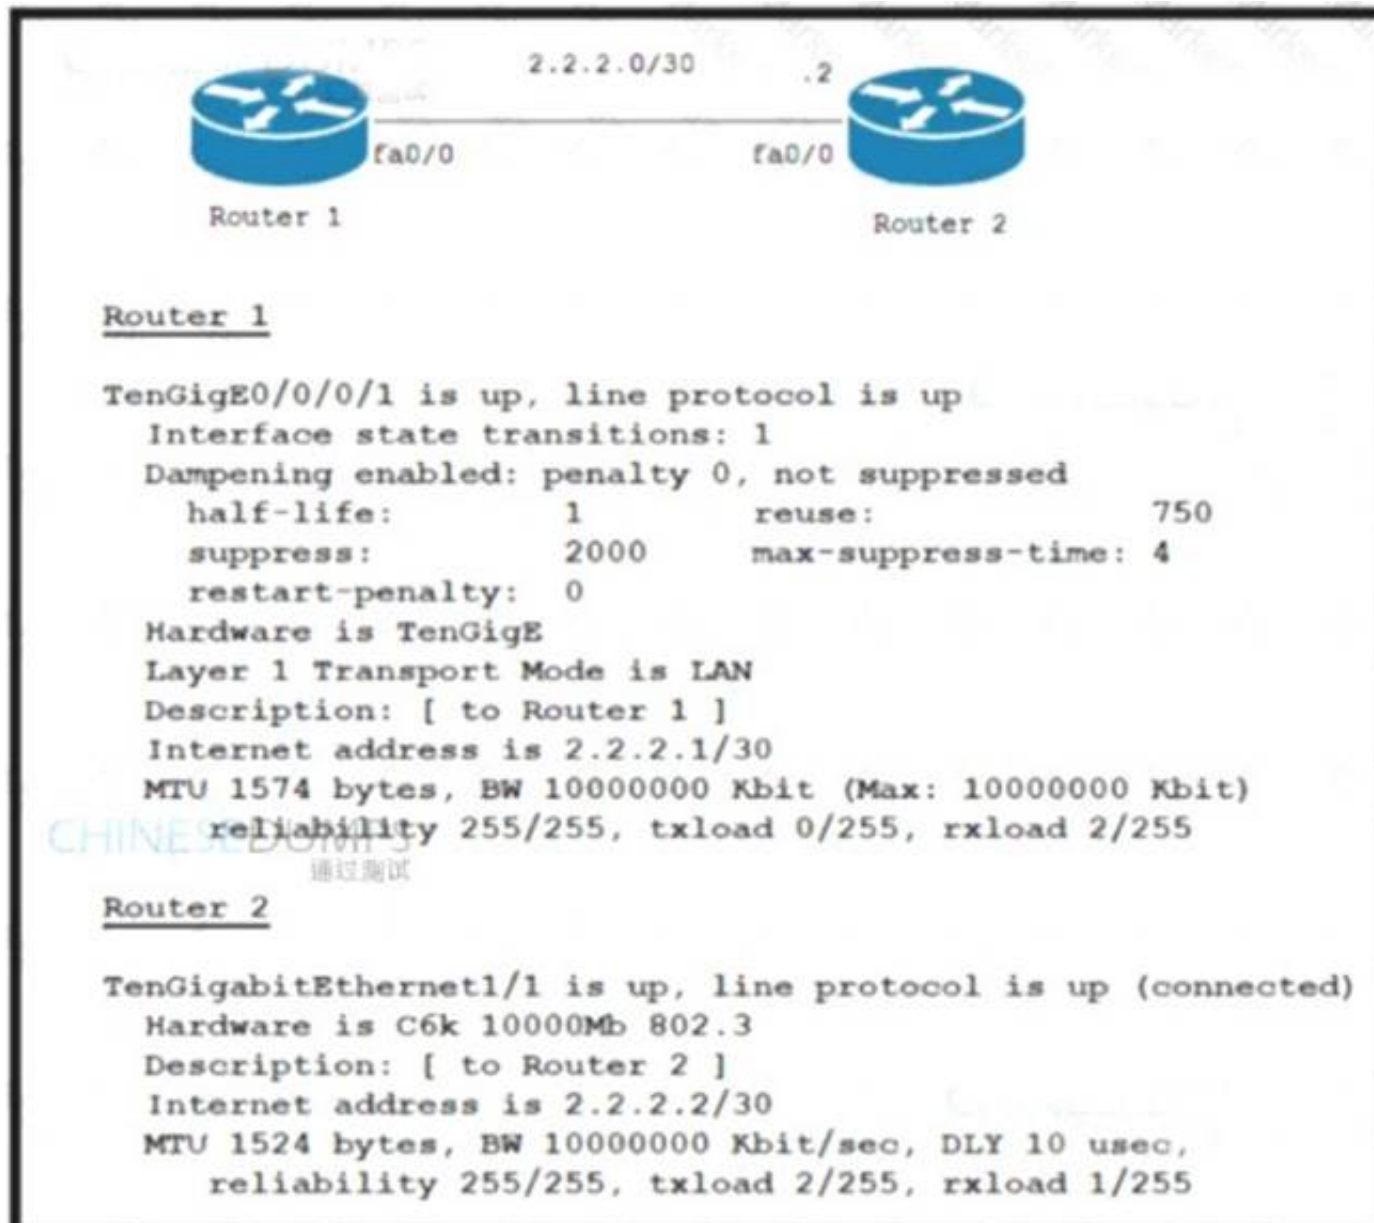 2.2.2.0/30
.2
fa0/0
fa0/0
Router 1
Router 2
Router 1
TenGigE0/0/0/1 is up, line protocol is up
Interface state transitions: 1
Dampening enabled: penalty 0, not suppressed
half-life: 1 reuse: 750
suppress: 2000 max-suppress-time: 4
restart-penalty: 0
Hardware is TenGigE
Layer 1 Transport Mode is LAN
Description: [ to Router 1 ]
Internet address is 2.2.2.1/30
MTU 1574 bytes, BW 10000000 Kbit (Max: 10000000 Kbit)
reliability 255/255, txload 0/255, rxload 2/255
CHINESEDUMPS
通过测试
Router 2
TenGigabitEthernet1/1 is up, line protocol is up (connected)
Hardware is C6k 10000Mb 802.3
Description: [ to Router 2 ]
Internet address is 2.2.2.2/30
MTU 1524 bytes, BW 10000000 Kbit/sec, DLY 10 usec,
reliability 255/255, txload 2/255, rxload 1/255